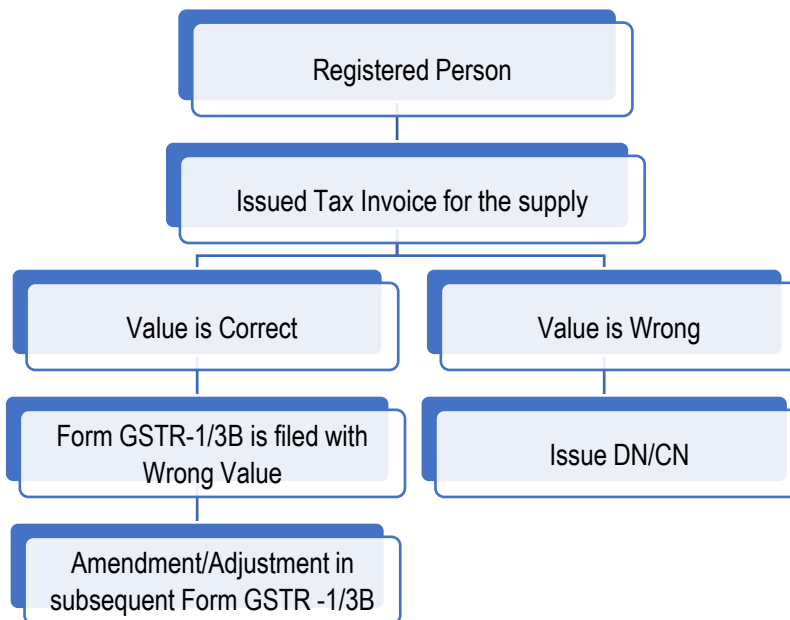 Registered Person
Issued Tax Invoice for the supply
Value is Correct
Value is Wrong
Form GSTR-1/3B is filed with
Wrong Value
Issue DN/CN
Amendment/Adjustment in
subsequent Form GSTR -1/3B